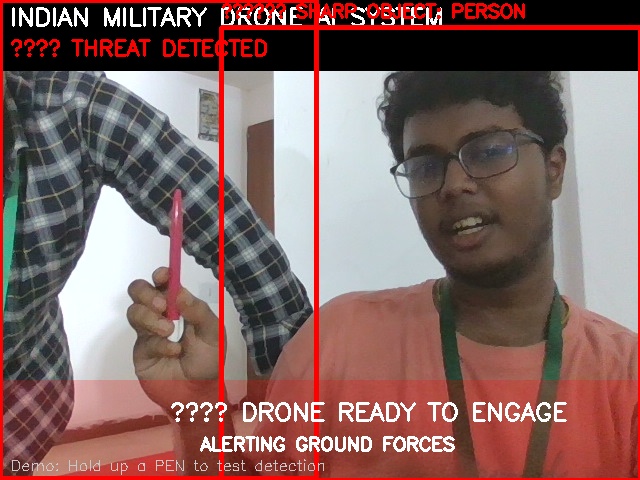 INDIAN MILITARY DRONE AI SYSTEM
?????? SHARP OBJECT: PERSON
???? THREAT DETECTED
???? DRONE READY TO ENGAGE
ALERTING GROUND FORCES
Demo: Hold up a PEN to test detection